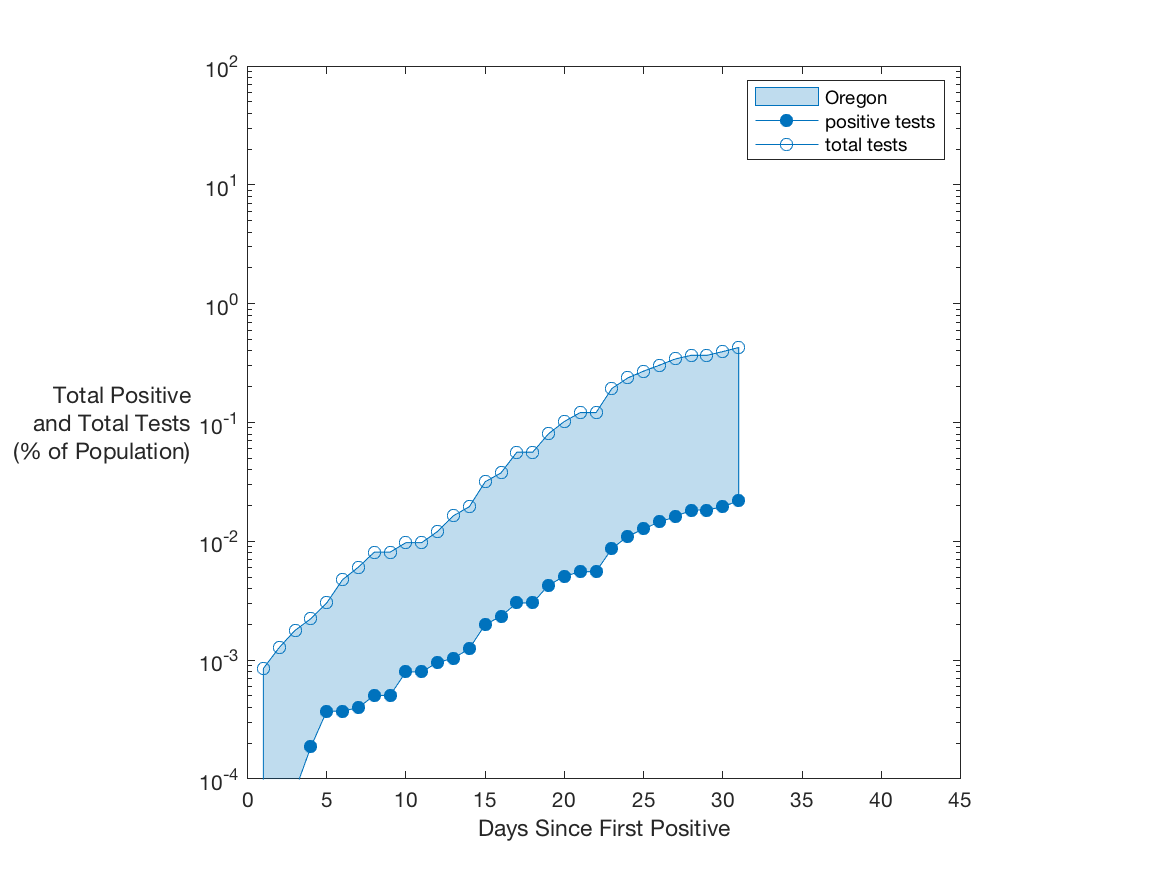 10^2
10^1
10^0
10^-1
10^-2
10^-3
10^-4
Total Positive
and Total Tests
(% of Population)
Oregon
positive tests
total tests
0 5 10 15 20 25 30 35 40 45
Days Since First Positive